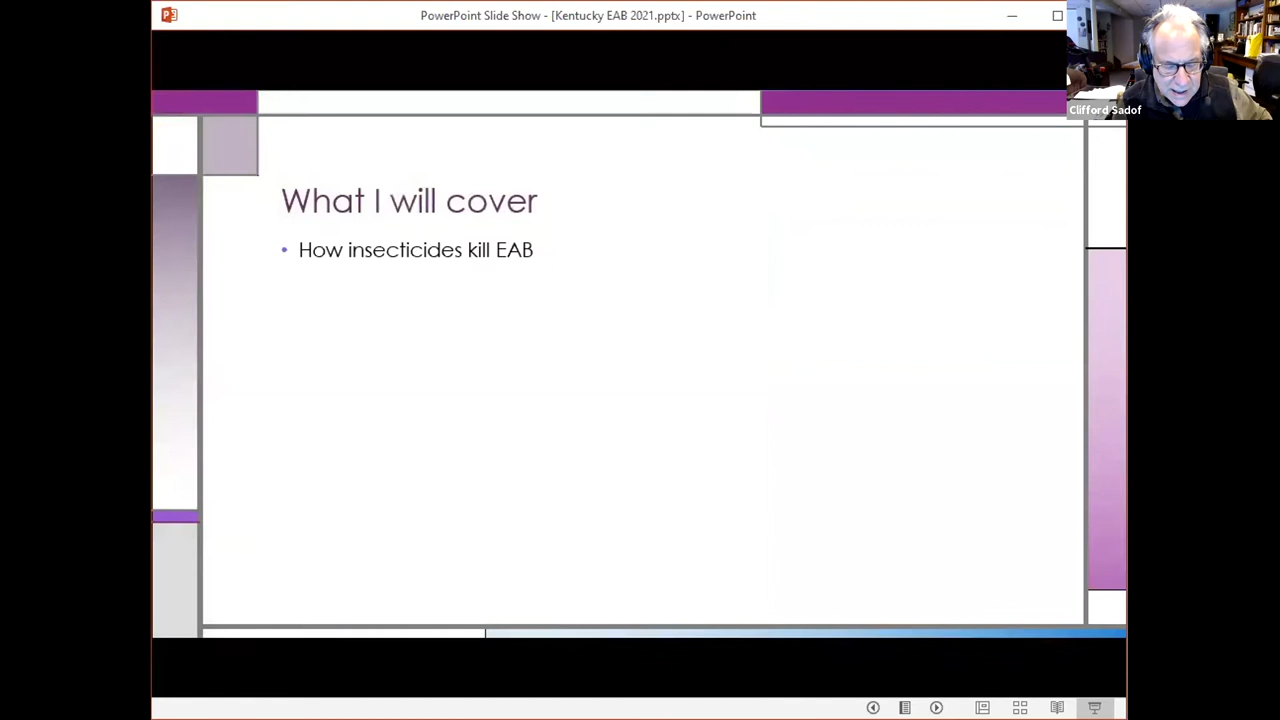 PowerPoint Slide Show - [Kentucky EAB 2021.pptx] - PowerPoint
Clifford Sadof
What I will cover
• How insecticides kill EAB